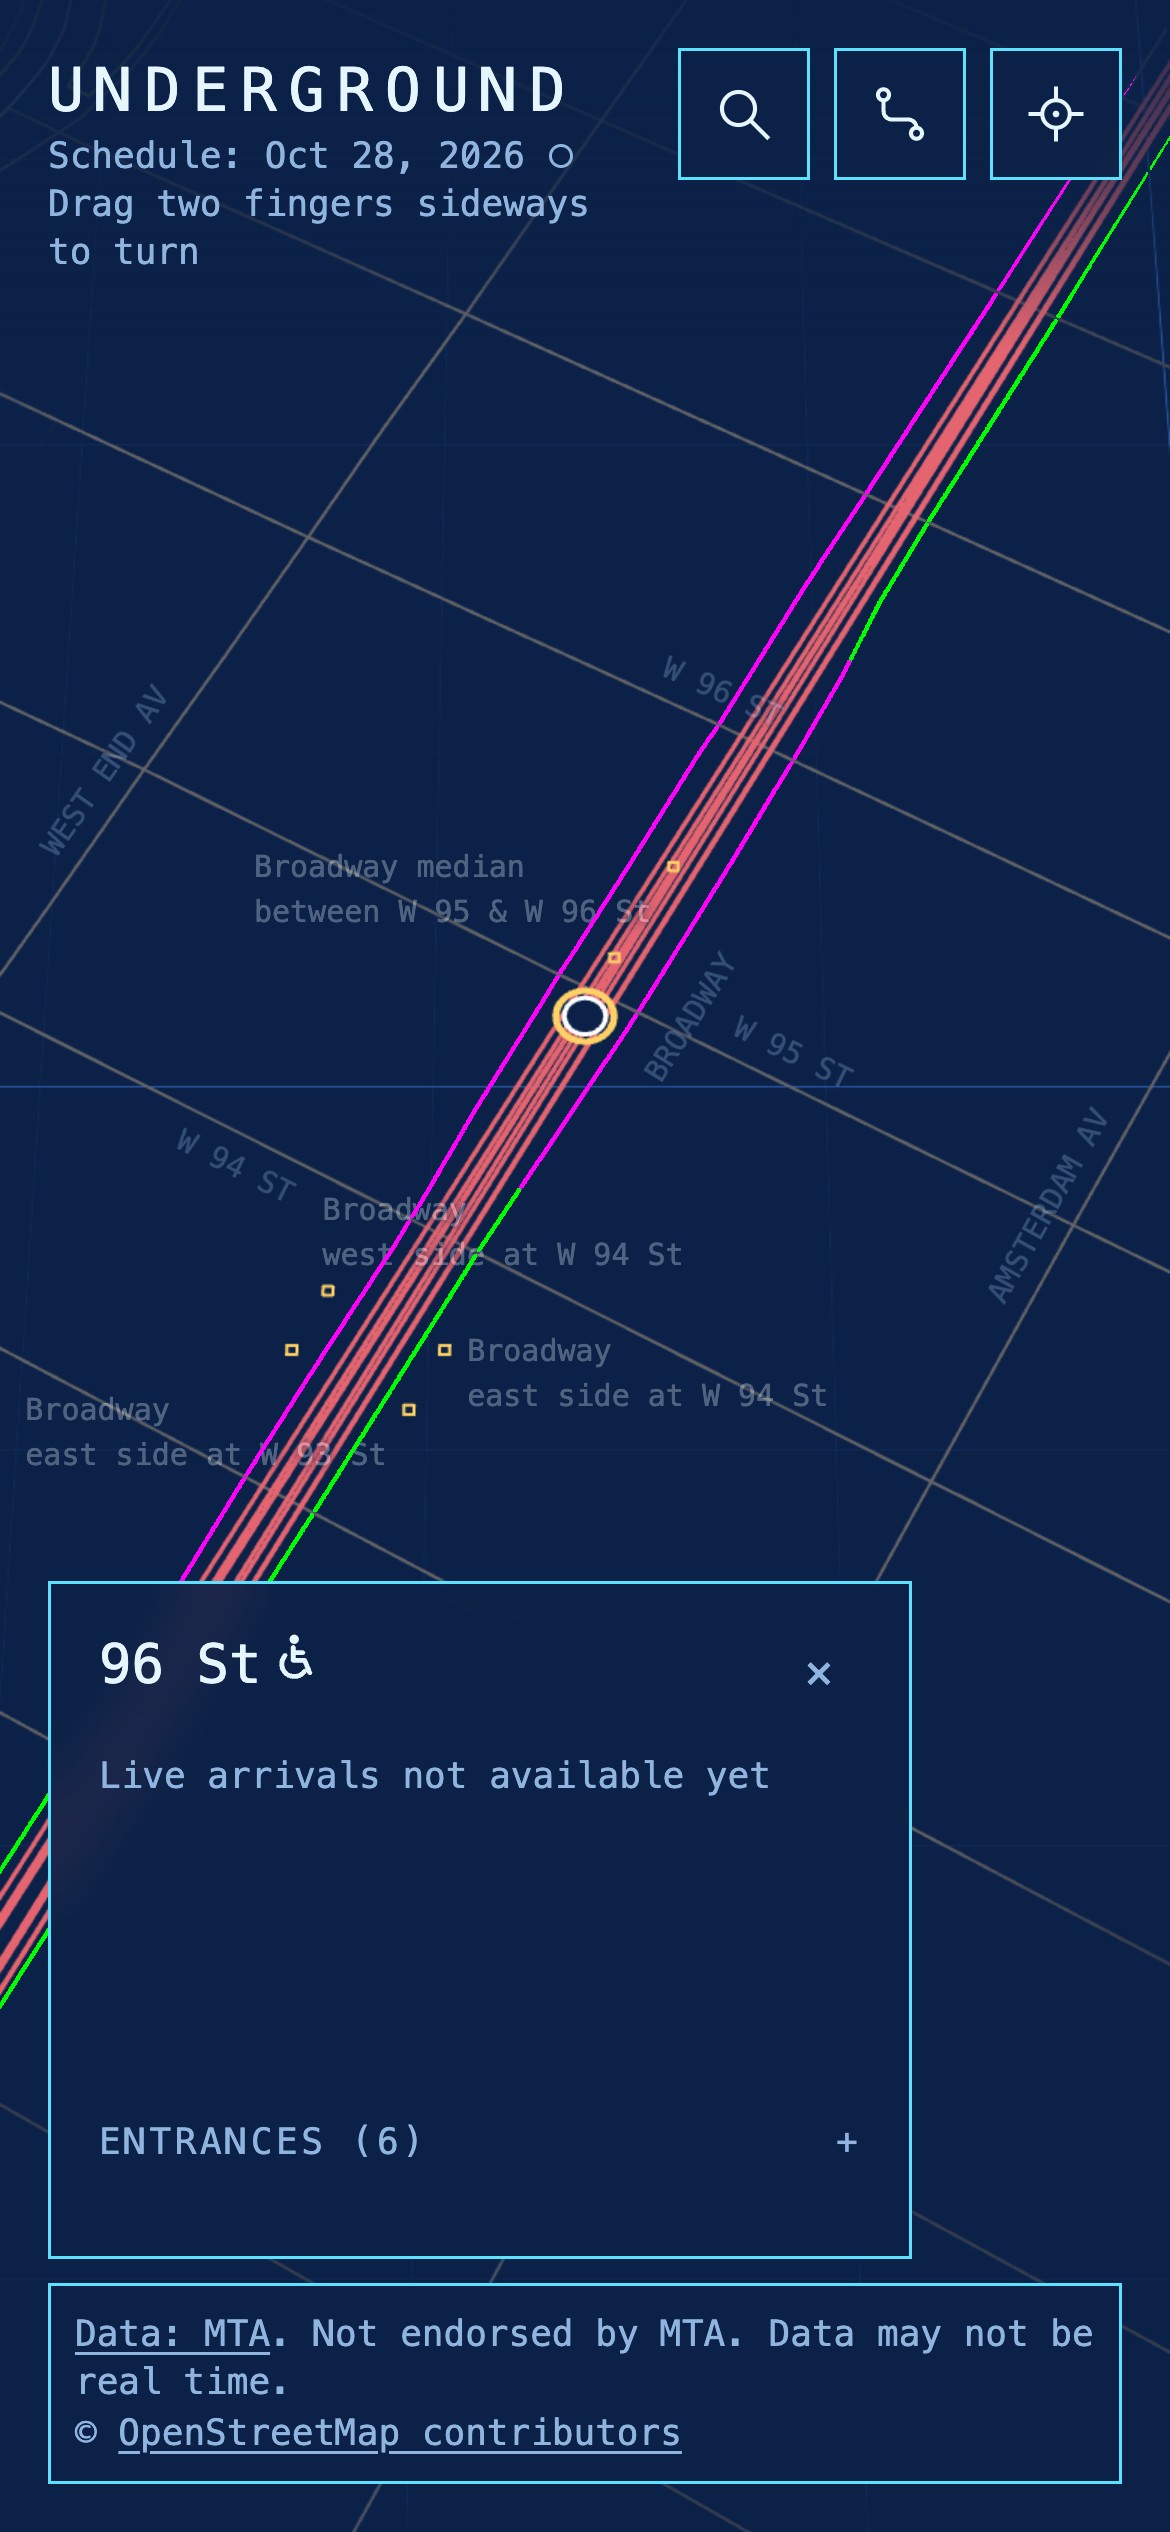 UNDERGROUND
Schedule: Oct 28, 2026
Drag two fingers sideways
to turn
W 96 ST
WEST END AV
Broadway median
between W 95 & W 96 St
BROADWAY
W 95 ST
W 94 ST
AMSTERDAM AV
Broadway
west side at W 94 St
Broadway
east side at W 94 St
Broadway
east side at W 93 St
96 St
×
Live arrivals not available yet
ENTRANCES (6)
+
Data: MTA. Not endorsed by MTA. Data may not be
real time.
© OpenStreetMap contributors